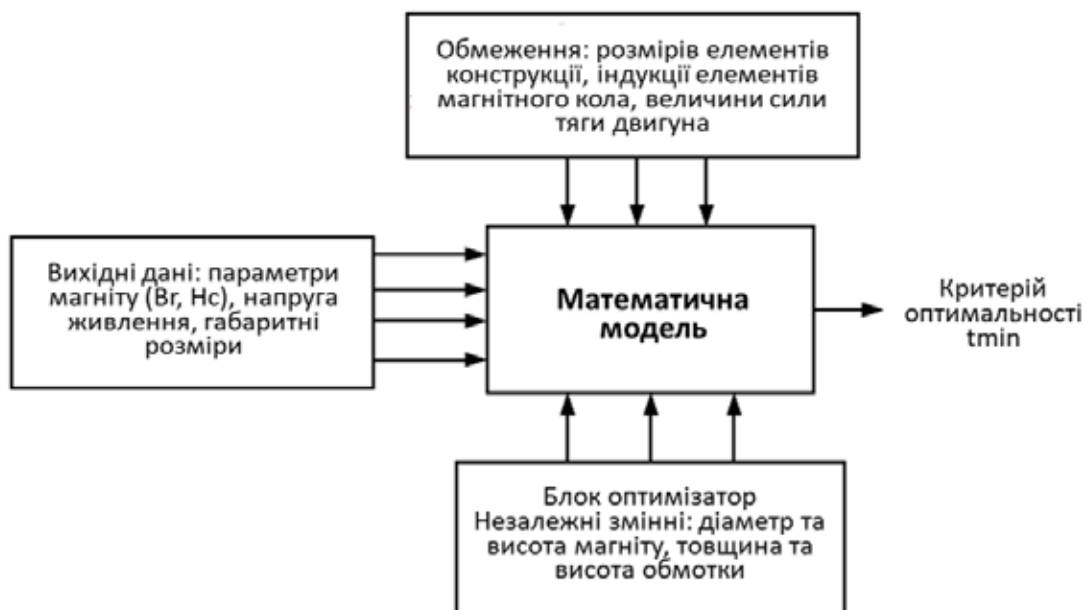 Обмеження: розмірів елементів
конструкції, індукції елементів
магнітного кола, величини сили
тяги двигуна
Вихідні дані: параметри
магніту (Br, Hc), напруга
живлення, габаритні
розміри
Математична
модель
Критерій
оптимальності
tmin
Блок оптимізатор
Незалежні змінні: діаметр та
висота магніту, товщина та
висота обмотки